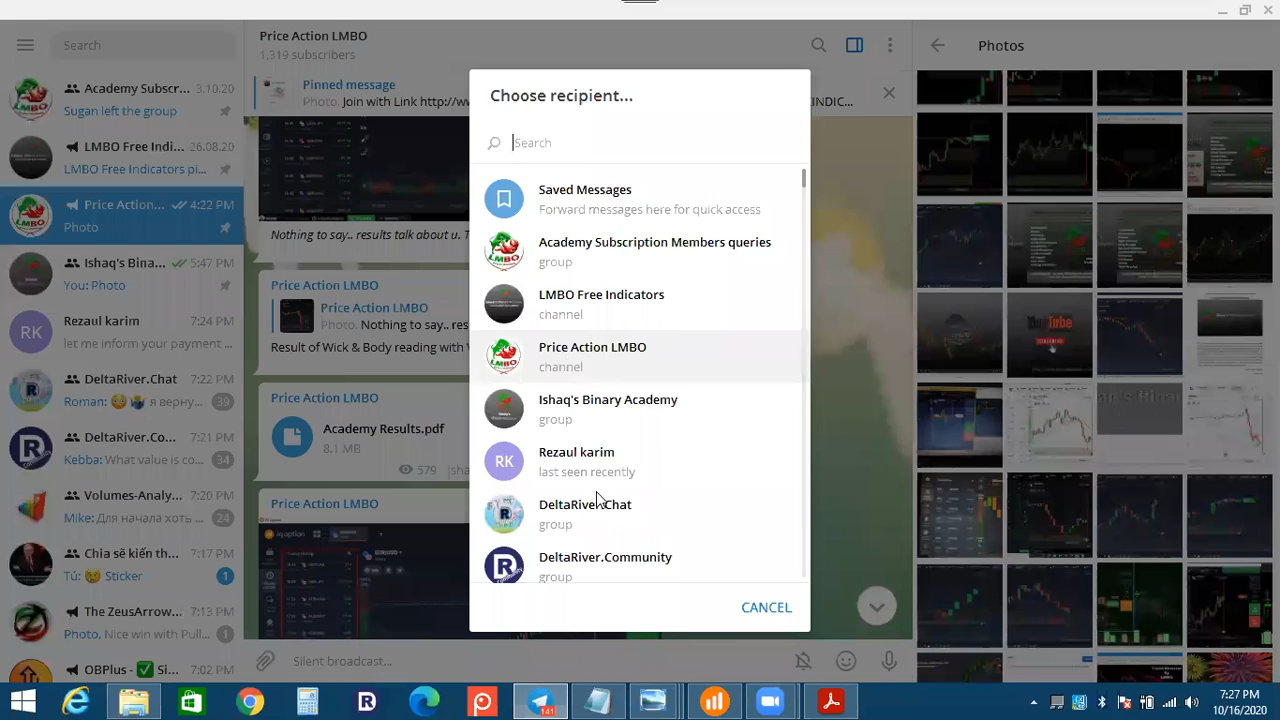 Search
Academy Subscr... 3.10.20
Sugan left the group
LMBO Free Indi... 26.08.20
LMBO Free Indicators pi...
Price Action... 4:22 PM
Photo
Ishaq's Bina... 5:47 PM
You: Photo
RK
Rezaul karim 7:24 PM
let me inform your payment ...
DeltaRiver.Chat 7:22 PM
Roman: я верну...
DeltaRiver.Co... 7:21 PM
Kebba: What value is co... 34
Volumes-Analy... 7:20 PM
Mike: Для начала хоть ...
Chia sẽ kiến th... 7:17 PM
Tú: Sticker 1
The ZeusArrow... 7:13 PM
Photo, Nice win with Pull... 1
OBPlus - Si... 7:02 PM
Price Action LMBO
1,319 subscribers
Pinned message
Photo. Join with Link http://w
INDIC...
Nothing to say.. results talk about u. T
Price Action LMBO
Price Action LMBO
Photo. Nothing to say.. res
Result of Wick & Body reading with V
Price Action LMBO
Academy Results.pdf
8.1 MB
579
Price Action LMBO
iq option
Silent broadcast...
Choose recipient...
Search
Saved Messages
Forward messages here for quick access
Academy Subscription Members queries
group
LMBO
LMBO Free Indicators
channel
Price Action LMBO
channel
LMBO
Ishaq's Binary Academy
group
RK
Rezaul karim
last seen recently
R
DeltaRiver.Chat
group
R
DeltaRiver.Community
group
CANCEL
Photos
YouTube
141
7:27 PM
10/16/2020